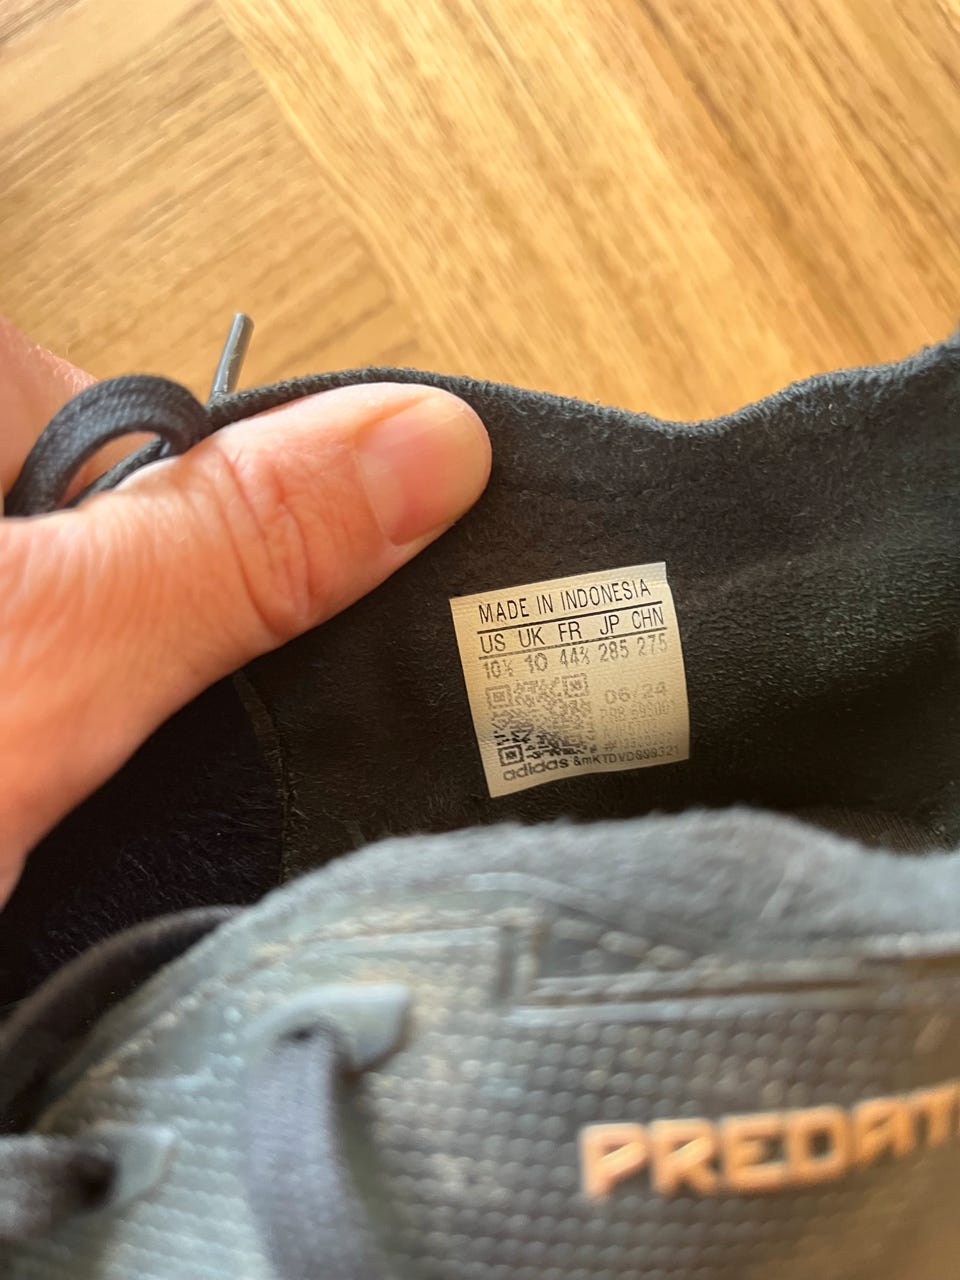 MADE IN INDONESIA
US UK FR JP CHN
10½ 10 44⅔ 285 275
06/24
adidas
PREDAT